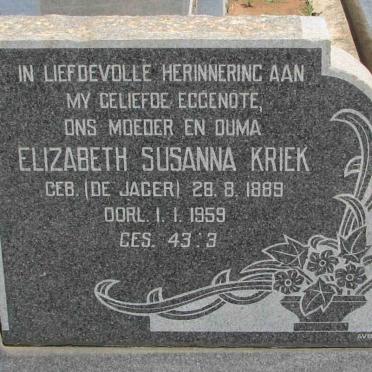 IN LIEFDEVOLLE HERINNERING AAN
MY GELIEFDE EGGENOTE,
ONS MOEDER EN OUMA
ELIZABETH SUSANNA KRIEK
GEB. (DE JAGER) 28. 8. 1889
OORL. 1. 1. 1959
GES. 43:3